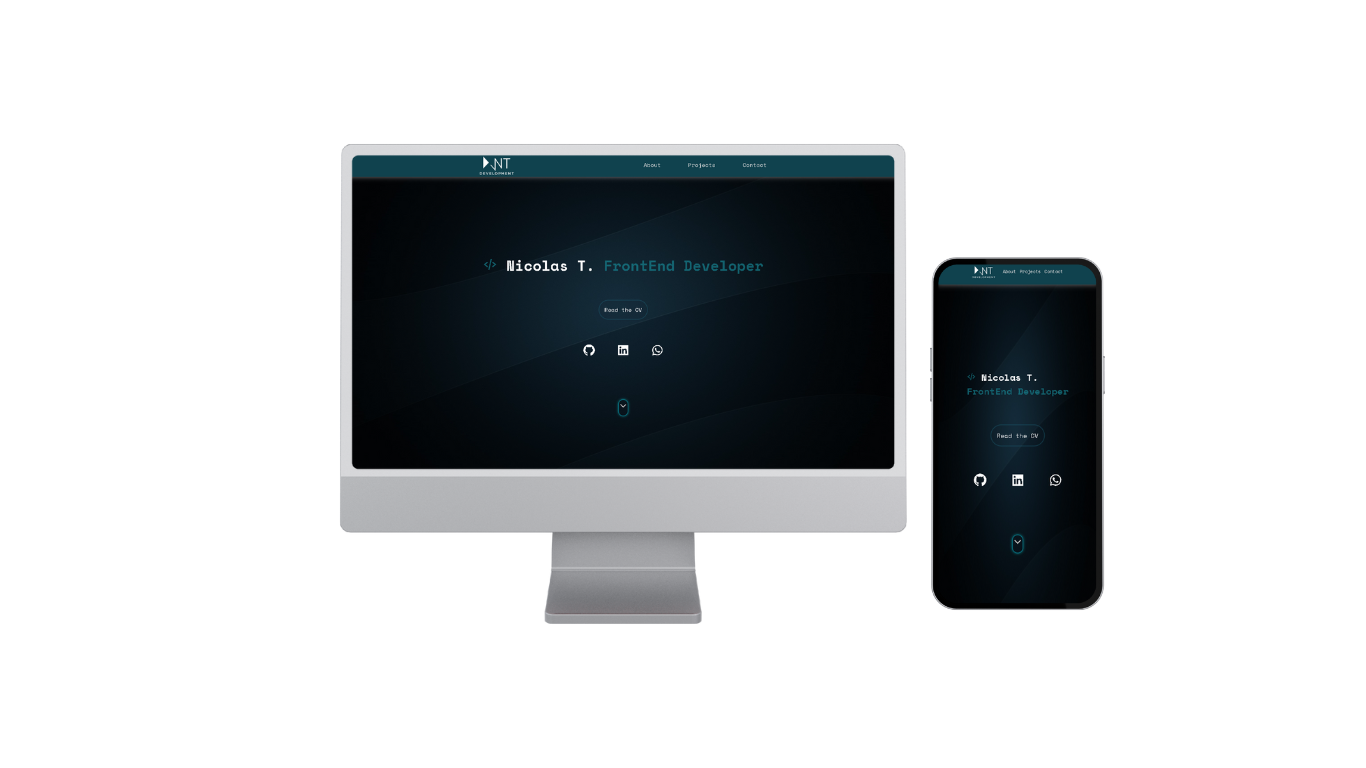 NT
DEVELOPMENT
About Projects Contact
</> Nicolas T. FrontEnd Developer
Read the CV
NT
DEVELOPMENT
About Projects Contact
</> Nicolas T.
FrontEnd Developer
Read the CV